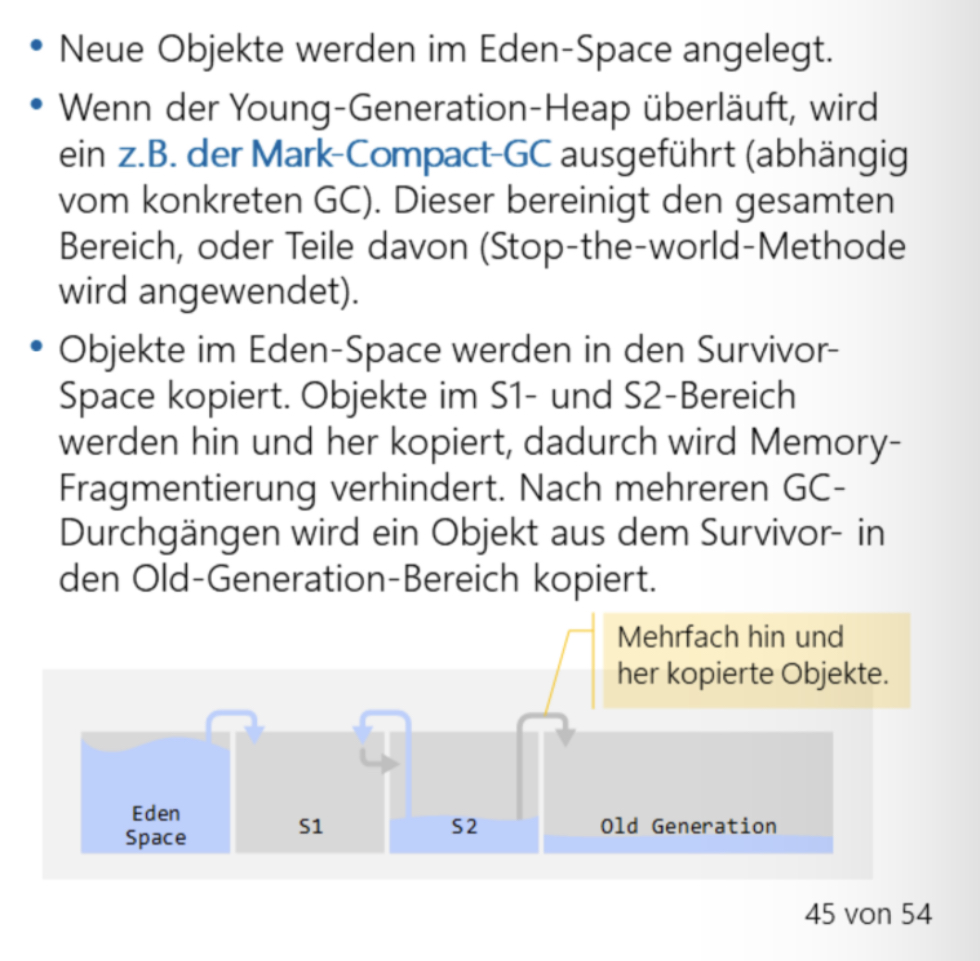 • Neue Objekte werden im Eden-Space angelegt.
• Wenn der Young-Generation-Heap überläuft, wird
ein z.B. der Mark-Compact-GC ausgeführt (abhängig
vom konkreten GC). Dieser bereinigt den gesamten
Bereich, oder Teile davon (Stop-the-world-Methode
wird angewendet).
• Objekte im Eden-Space werden in den Survivor-
Space kopiert. Objekte im S1- und S2-Bereich
werden hin und her kopiert, dadurch wird Memory-
Fragmentierung verhindert. Nach mehreren GC-
Durchgängen wird ein Objekt aus dem Survivor- in
den Old-Generation-Bereich kopiert.
Mehrfach hin und
her kopierte Objekte.
Eden
Space
S1
S2
Old Generation
45 von 54